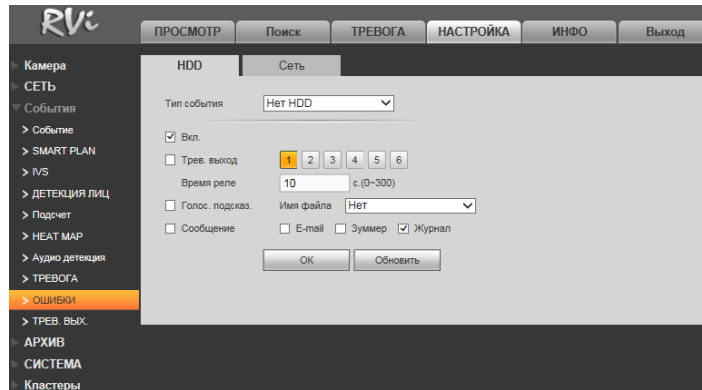 RVi
ПРОСМОТР Поиск ТРЕВОГА НАСТРОЙКА ИНФО Выход
Камера
СЕТЬ
События
> Событие
> SMART PLAN
> IVS
> ДЕТЕКЦИЯ ЛИЦ
> Подсчет
> HEAT MAP
> Аудио детекция
> ТРЕВОГА
> ОШИБКИ
> ТРЕВ. ВЫХ.
АРХИВ
СИСТЕМА
Кластеры
HDD Сеть
Тип события Нет HDD
Вкл.
Трев. выход 1 2 3 4 5 6
Время реле 10 с.(0~300)
Голос. подсказ. Имя файла Нет
Сообщение E-mail Зуммер Журнал
ОК Обновить